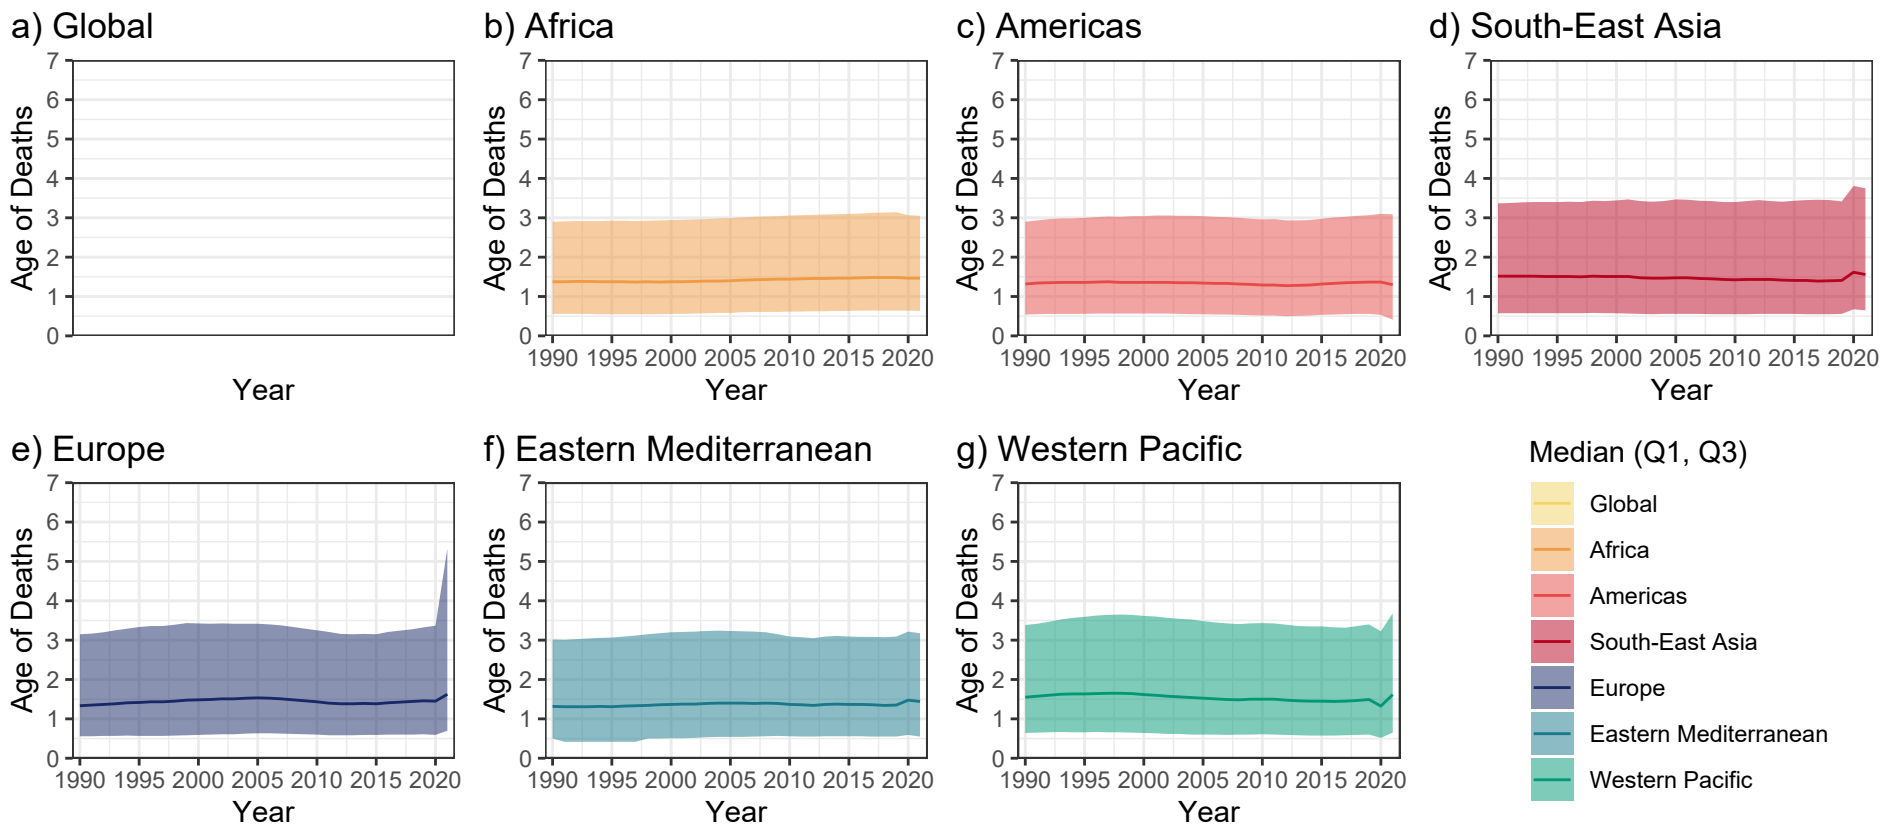 a) Global
b) Africa
c) Americas
d) South-East Asia
7
6
5
4
3
2
1
0
Age of Deaths
Year
7
6
5
4
3
2
1
0
Age of Deaths
1990 1995 2000 2005 2010 2015 2020
Year
7
6
5
4
3
2
1
0
Age of Deaths
1990 1995 2000 2005 2010 2015 2020
Year
7
6
5
4
3
2
1
0
Age of Deaths
1990 1995 2000 2005 2010 2015 2020
Year
e) Europe
f) Eastern Mediterranean
g) Western Pacific
7
6
5
4
3
2
1
0
Age of Deaths
1990 1995 2000 2005 2010 2015 2020
Year
7
6
5
4
3
2
1
0
Age of Deaths
1990 1995 2000 2005 2010 2015 2020
Year
7
6
5
4
3
2
1
0
Age of Deaths
1990 1995 2000 2005 2010 2015 2020
Year
Median (Q1, Q3)
Global
Africa
Americas
South-East Asia
Europe
Eastern Mediterranean
Western Pacific